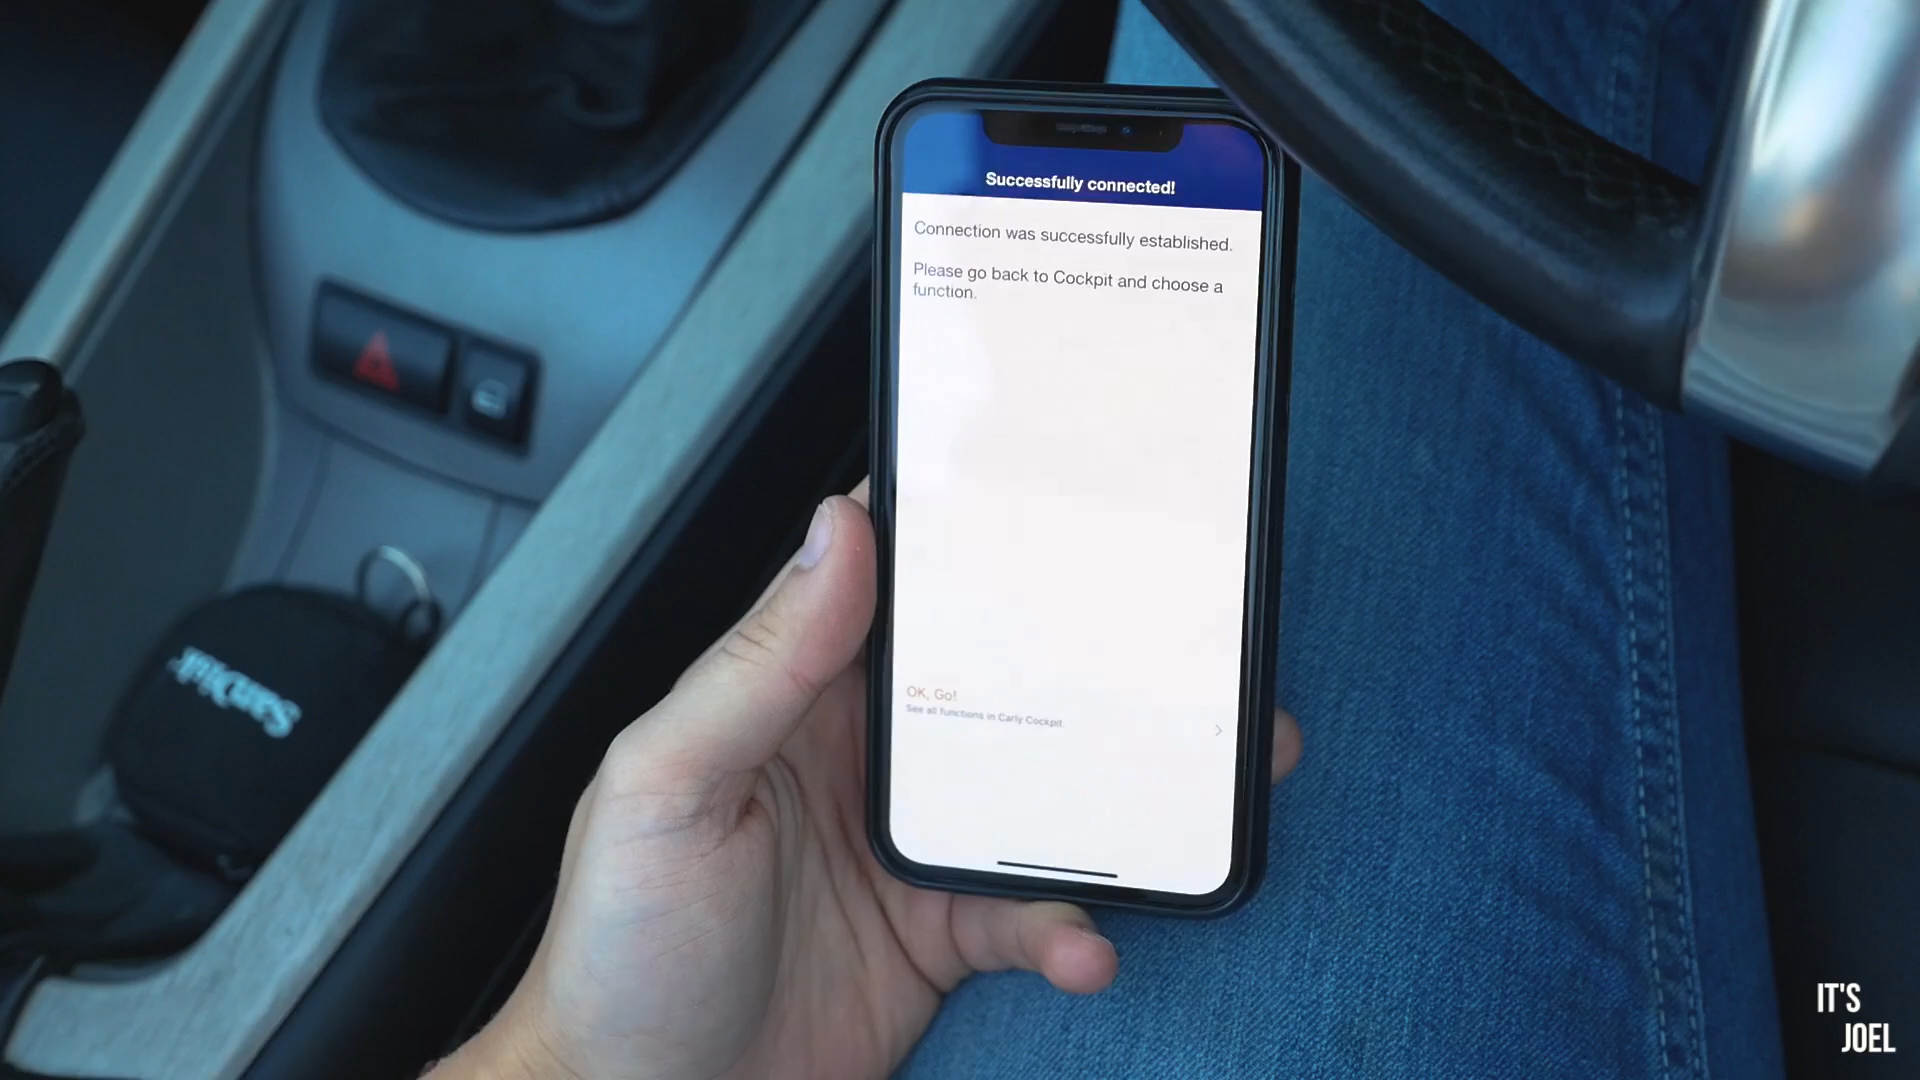 Successfully connected!
Connection was successfully established.
Please go back to Cockpit and choose a
function.
OK, Go!
See all functions in Carly Cockpit.
SanDisk
IT'S
JOEL